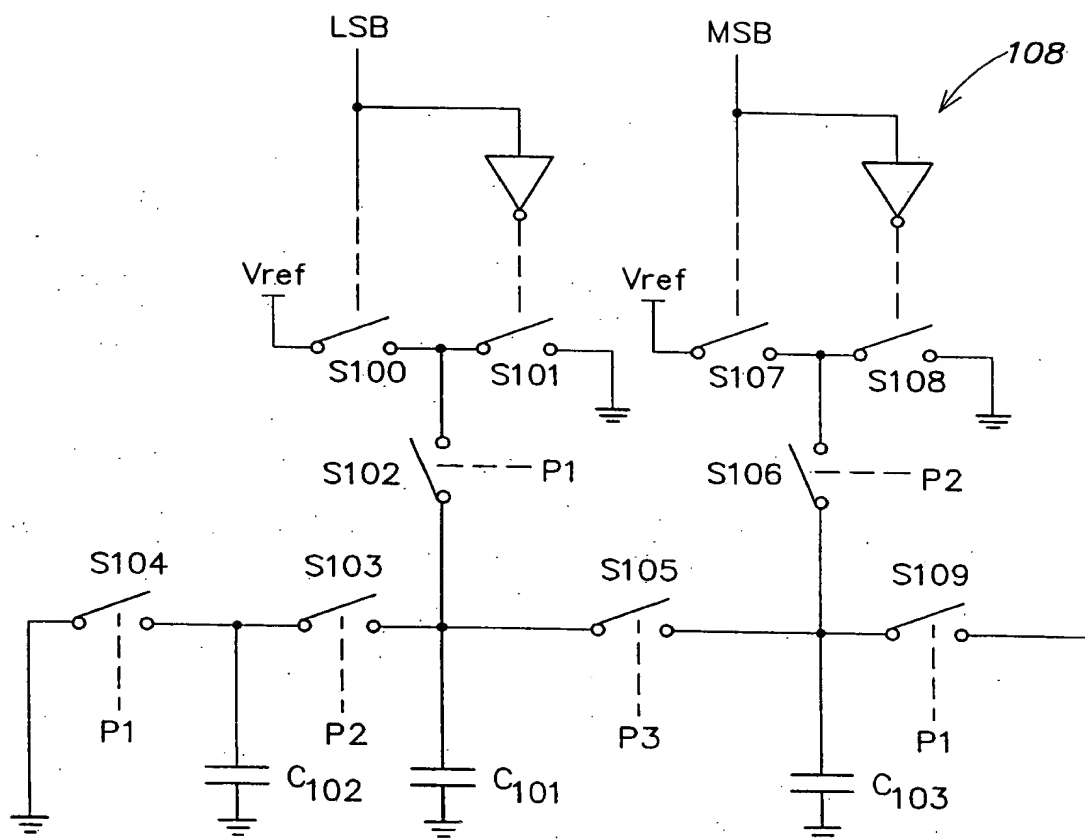 LSB
MSB
108
Vref
Vref
S100
S101
S107
S108
S102
P1
S106
P2
S104
S103
S105
S109
P1
P2
P3
P1
C102
C101
C103